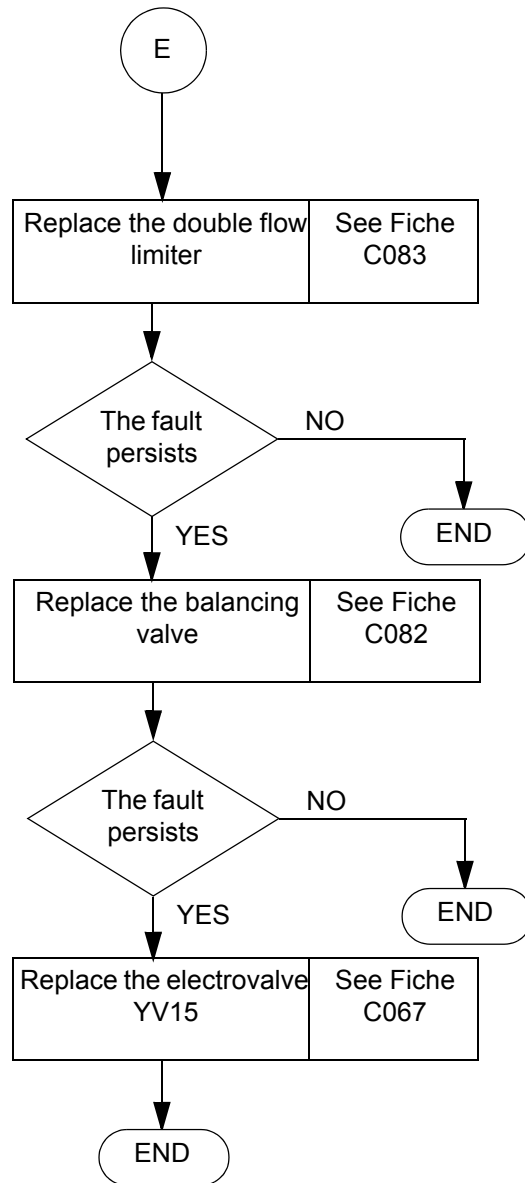 E
Replace the double flow
limiter
See Fiche
C083
The fault
persists
NO
END
YES
Replace the balancing
valve
See Fiche
C082
The fault
persists
NO
END
YES
Replace the electrovalve
YV15
See Fiche
C067
END